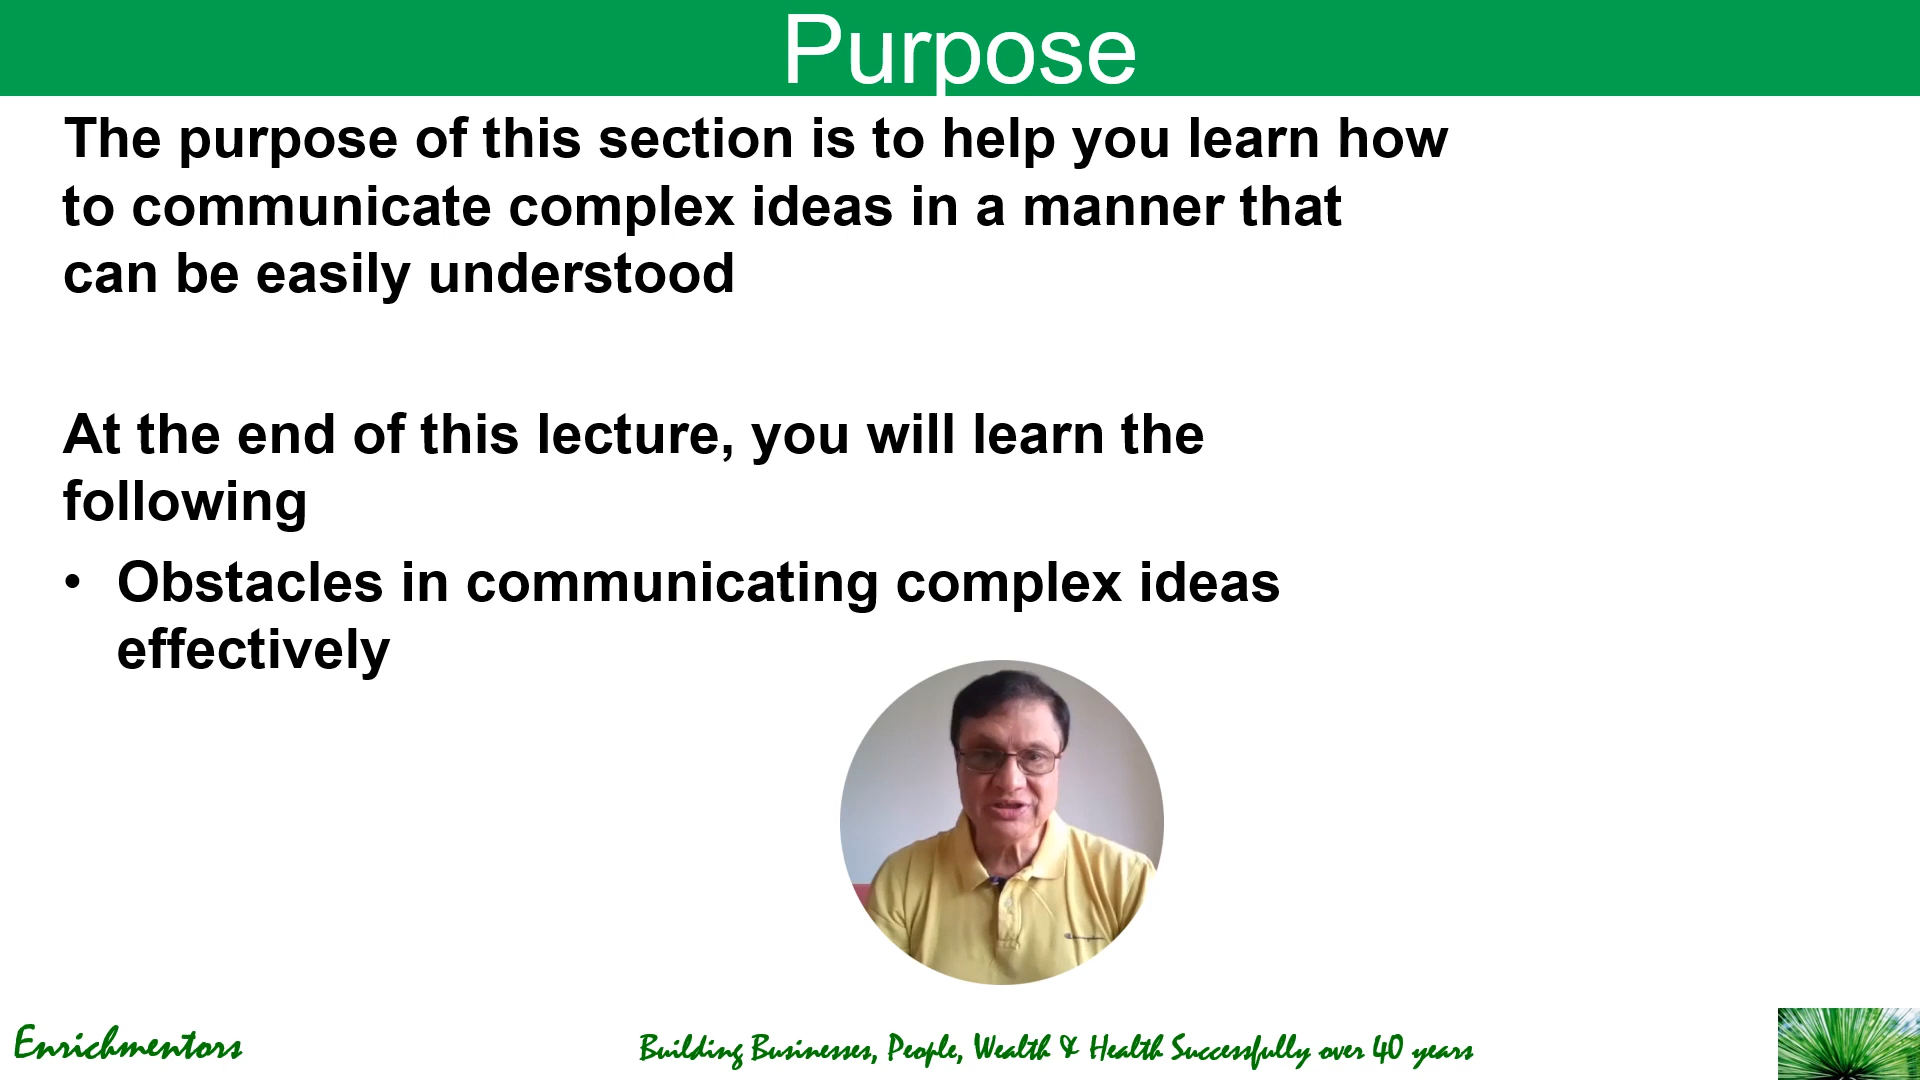 Purpose
The purpose of this section is to help you learn how
to communicate complex ideas in a manner that
can be easily understood
At the end of this lecture, you will learn the
following
• Obstacles in communicating complex ideas
effectively
Enrichmentors
Building Businesses, People, Wealth & Health Successfully over 40 years